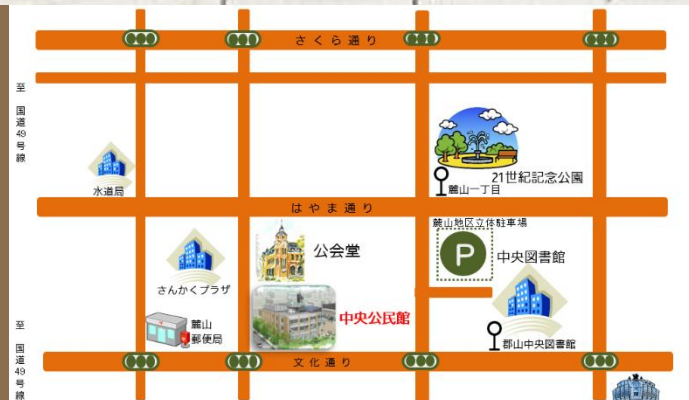 さくら通り
至 国道49号線
水道局
21世紀記念公園
麓山一丁目
はやま通り
麓山地区立体駐車場
公会堂
P
中央図書館
さんかくプラザ
中央公民館
麓山
郵便局
郡山中央図書館
至 国道49号線
文化通り